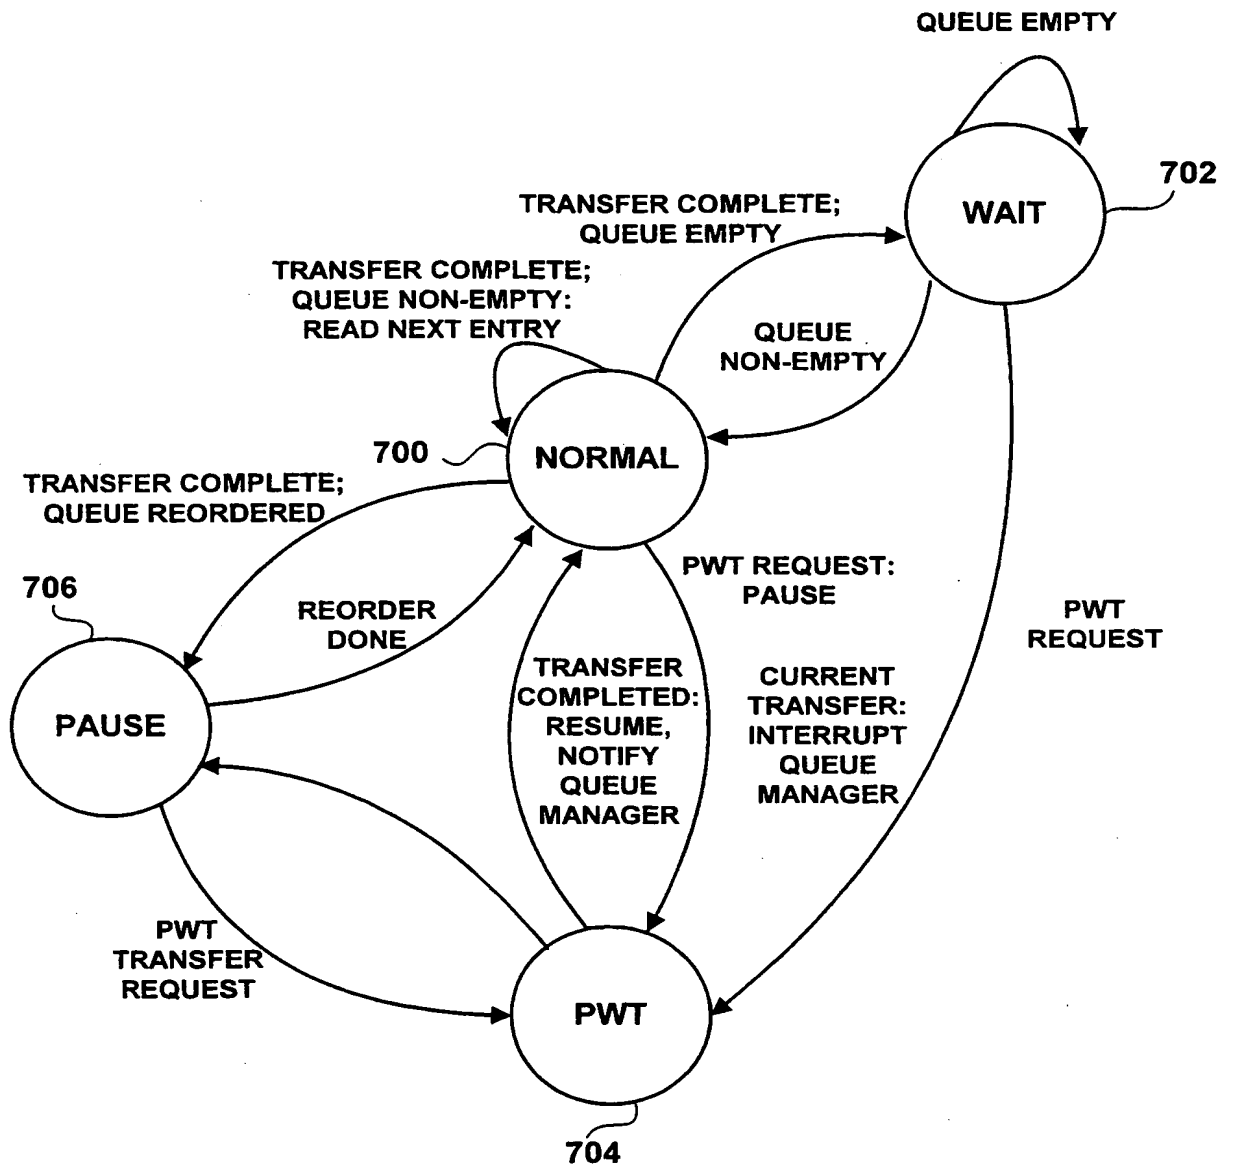 QUEUE EMPTY
702
WAIT
TRANSFER COMPLETE;
QUEUE EMPTY
TRANSFER COMPLETE;
QUEUE NON-EMPTY:
READ NEXT ENTRY
QUEUE
NON-EMPTY
700
NORMAL
TRANSFER COMPLETE;
QUEUE REORDERED
PWT REQUEST:
PAUSE
706
REORDER
DONE
PWT
REQUEST
TRANSFER
COMPLETED:
RESUME,
NOTIFY
QUEUE
MANAGER
CURRENT
TRANSFER:
INTERRUPT
QUEUE
MANAGER
PAUSE
PWT
TRANSFER
REQUEST
PWT
704